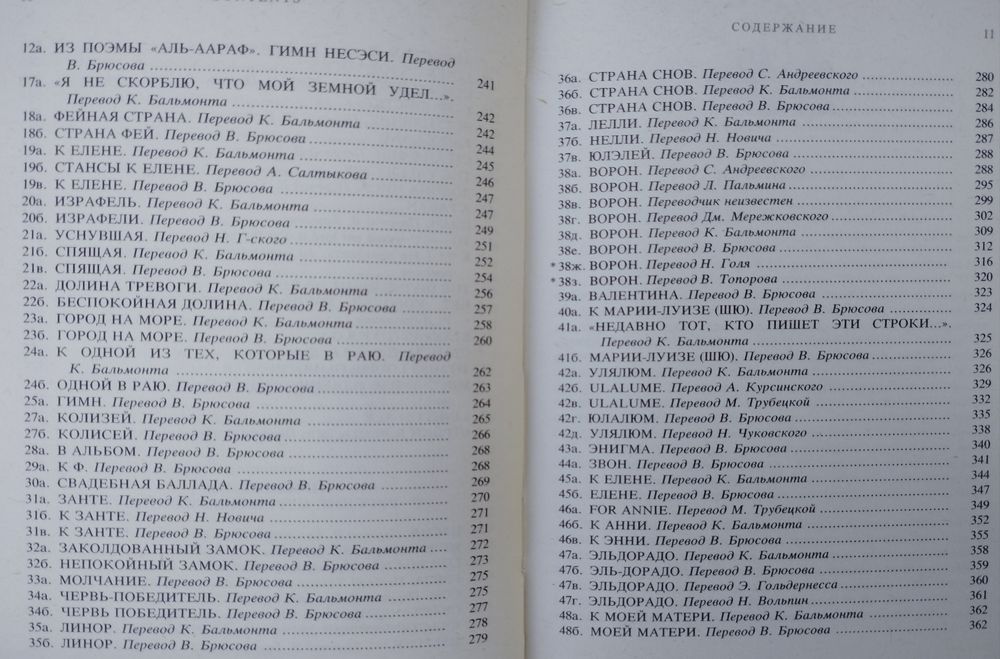 12а. ИЗ ПОЭМЫ «АЛЬ-ААРАФ». ГИМН НЕСЭСИ. Перевод
В. Брюсова
17а. «Я НЕ СКОРБЛЮ, ЧТО МОЙ ЗЕМНОЙ УДЕЛ...». 241
Перевод К. Бальмонта
18а. ФЕЙНАЯ СТРАНА. Перевод К. Бальмонта 242
18б. СТРАНА ФЕЙ. Перевод В. Брюсова 242
19а. К ЕЛЕНЕ. Перевод К. Бальмонта 244
19б. СТАНСЫ К ЕЛЕНЕ. Перевод А. Салтыкова 245
19в. К ЕЛЕНЕ. Перевод В. Брюсова 246
20а. ИЗРАФЕЛЬ. Перевод К. Бальмонта 247
20б. ИЗРАФЕЛИ. Перевод В. Брюсова 247
21а. УСНУВШАЯ. Перевод Н. Г-ского 249
21б. СПЯЩАЯ. Перевод К. Бальмонта 251
21в. СПЯЩАЯ. Перевод В. Брюсова 252
22а. ДОЛИНА ТРЕВОГИ. Перевод К. Бальмонта 254
22б. БЕСПОКОЙНАЯ ДОЛИНА. Перевод В. Брюсова 256
23а. ГОРОД НА МОРЕ. Перевод К. Бальмонта 257
23б. ГОРОД НА МОРЕ. Перевод В. Брюсова 258
24а. К ОДНОЙ ИЗ ТЕХ, КОТОРЫЕ В РАЮ. Перевод 260
К. Бальмонта 262
24б. ОДНОЙ В РАЮ. Перевод В. Брюсова 263
25а. ГИМН. Перевод В. Брюсова 264
27а. КОЛИЗЕЙ. Перевод К. Бальмонта 265
27б. КОЛИСЕЙ. Перевод В. Брюсова 266
28а. В АЛЬБОМ. Перевод В. Брюсова 268
29а. К Ф. Перевод В. Брюсова 268
30а. СВАДЕБНАЯ БАЛЛАДА. Перевод В. Брюсова 269
31а. ЗАНТЕ. Перевод К. Бальмонта 270
31б. К ЗАНТЕ. Перевод Н. Новича 271
31в. К ЗАНТЕ. Перевод В. Брюсова 271
32а. ЗАКОЛДОВАННЫЙ ЗАМОК. Перевод К. Бальмонта 272
32б. НЕПОКОЙНЫЙ ЗАМОК. Перевод В. Брюсова 273
33а. МОЛЧАНИЕ. Перевод В. Брюсова 275
34а. ЧЕРВЬ-ПОБЕДИТЕЛЬ. Перевод К. Бальмонта 275
34б. ЧЕРВЬ ПОБЕДИТЕЛЬ. Перевод В. Брюсова 277
35а. ЛИНОР. Перевод К. Бальмонта 278
35б. ЛИНОР. Перевод В. Брюсова 279
СОДЕРЖАНИЕ 11
36а. СТРАНА СНОВ. Перевод С. Андреевского 280
36б. СТРАНА СНОВ. Перевод К. Бальмонта 282
36в. СТРАНА СНОВ. Перевод В. Брюсова 284
37а. ЛЕЛЛИ. Перевод К. Бальмонта 286
37б. НЕЛЛИ. Перевод Н. Новича 287
37в. ЮЛЭЛЕЙ. Перевод В. Брюсова 288
38а. ВОРОН. Перевод С. Андреевского 288
38б. ВОРОН. Перевод Л. Пальмина 295
38в. ВОРОН. Переводчик неизвестен 299
38г. ВОРОН. Перевод Дм. Мережковского 302
38д. ВОРОН. Перевод К. Бальмонта 309
38е. ВОРОН. Перевод В. Брюсова 312
*38ж. ВОРОН. Перевод Н. Голя 316
*38з. ВОРОН. Перевод В. Топорова 320
39а. ВАЛЕНТИНА. Перевод В. Брюсова 323
40а. К МАРИИ-ЛУИЗЕ (ШЮ). Перевод В. Брюсова 324
41а. «НЕДАВНО ТОТ, КТО ПИШЕТ ЭТИ СТРОКИ...».
Перевод К. Бальмонта 325
41б. МАРИИ-ЛУИЗЕ (ШЮ). Перевод В. Брюсова 326
42а. УЛЯЛЮМ. Перевод К. Бальмонта 326
42б. ULALUME. Перевод А. Курсинского 329
42в. ULALUME. Перевод М. Трубецкой 332
42г. ЮЛАЛЮМ. Перевод В. Брюсова 335
42д. УЛЯЛЮМ. Перевод Н. Чуковского 338
43а. ЭНИГМА. Перевод В. Брюсова 340
44а. ЗВОН. Перевод В. Брюсова 341
45а. К ЕЛЕНЕ. Перевод К. Бальмонта 344
45б. ЕЛЕНЕ. Перевод В. Брюсова 347
46а. FOR ANNIE. Перевод М. Трубецкой 349
46б. К АННИ. Перевод К. Бальмонта 352
46в. К ЭННИ. Перевод В. Брюсова 355
47а. ЭЛЬДОРАДО. Перевод К. Бальмонта 358
47б. ЭЛЬ-ДОРАДО. Перевод В. Брюсова 359
47в. ЭЛЬДОРАДО. Перевод Э. Гольдернесса 360
47г. ЭЛЬДОРАДО. Перевод Н. Вольпин 361
48а. К МОЕЙ МАТЕРИ. Перевод К. Бальмонта 362
48б. МОЕЙ МАТЕРИ. Перевод В. Брюсова 362